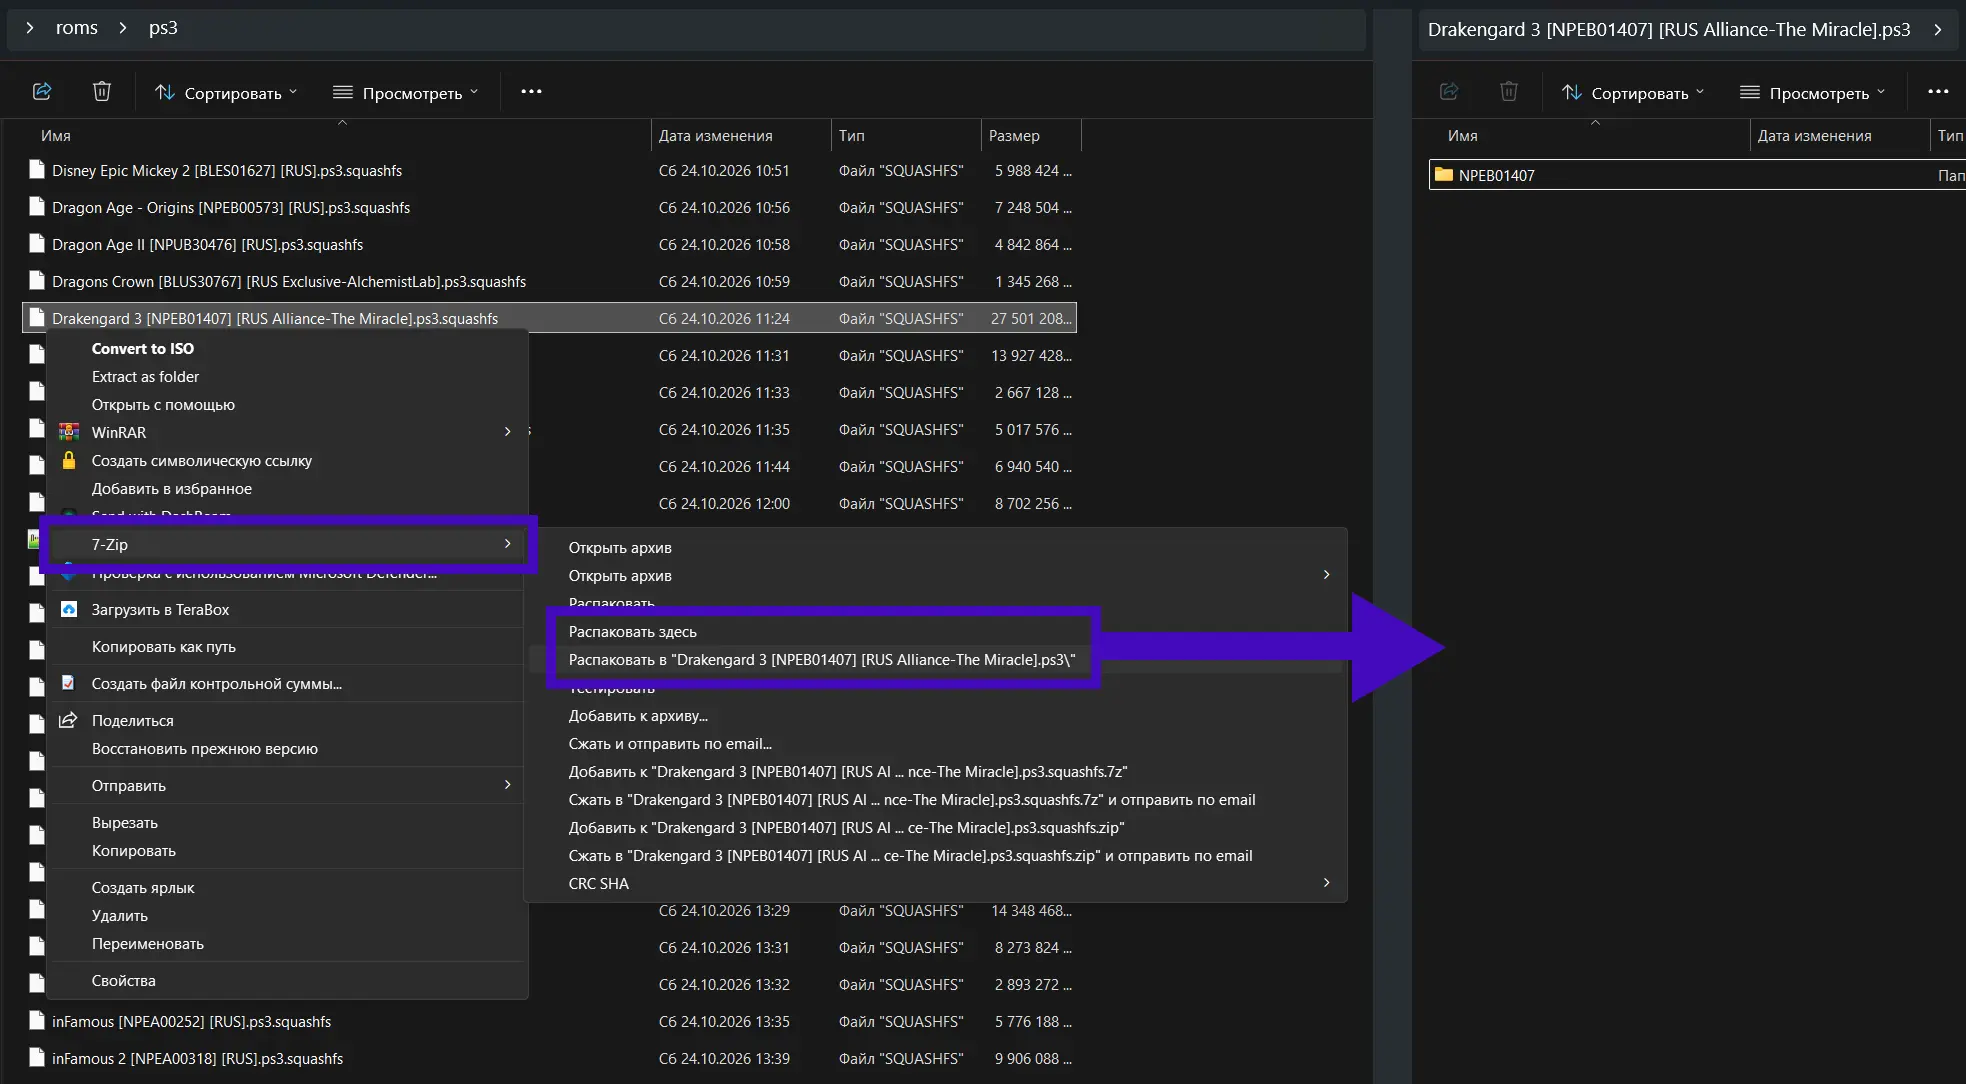 roms > ps3
Drakengard 3 [NPEB01407] [RUS Alliance-The Miracle].ps3
Сортировать
Просмотреть
Сортировать
Просмотреть
Имя
Дата изменения
Тип
Размер
Имя
Дата изменения
Тип
Disney Epic Mickey 2 [BLES01627] [RUS].ps3.squashfs Сб 24.10.2026 10:51 Файл "SQUASHFS" 5 988 424 ...
NPEB01407 Пап
Dragon Age - Origins [NPEB00573] [RUS].ps3.squashfs Сб 24.10.2026 10:56 Файл "SQUASHFS" 7 248 504 ...
Dragon Age II [NPUB30476] [RUS].ps3.squashfs Сб 24.10.2026 10:58 Файл "SQUASHFS" 4 842 864 ...
Dragons Crown [BLUS30767] [RUS Exclusive-AlchemistLab].ps3.squashfs Сб 24.10.2026 10:59 Файл "SQUASHFS" 1 345 268 ...
Drakengard 3 [NPEB01407] [RUS Alliance-The Miracle].ps3.squashfs Сб 24.10.2026 11:24 Файл "SQUASHFS" 27 501 208...
Сб 24.10.2026 11:31 Файл "SQUASHFS" 13 927 428...
Сб 24.10.2026 11:33 Файл "SQUASHFS" 2 667 128 ...
Сб 24.10.2026 11:35 Файл "SQUASHFS" 5 017 576 ...
Сб 24.10.2026 11:44 Файл "SQUASHFS" 6 940 540 ...
Сб 24.10.2026 12:00 Файл "SQUASHFS" 8 702 256 ...
Convert to ISO
Extract as folder
Открыть с помощью
WinRAR
Создать символическую ссылку
Добавить в избранное
Send with
7-Zip
Проверка с использованием Microsoft Defender...
Загрузить в TeraBox
Копировать как путь
Создать файл контрольной суммы...
Поделиться
Восстановить прежнюю версию
Отправить
Вырезать
Копировать
Создать ярлык
Удалить
Переименовать
Свойства
Открыть архив
Открыть архив
Распаковать
Распаковать здесь
Распаковать в "Drakengard 3 [NPEB01407] [RUS Alliance-The Miracle].ps3\"
Тестировать
Добавить к архиву...
Сжать и отправить по email...
Добавить к "Drakengard 3 [NPEB01407] [RUS Al ... nce-The Miracle].ps3.squashfs.7z"
Сжать в "Drakengard 3 [NPEB01407] [RUS Al ... nce-The Miracle].ps3.squashfs.7z" и отправить по email
Добавить к "Drakengard 3 [NPEB01407] [RUS Al ... ce-The Miracle].ps3.squashfs.zip"
Сжать в "Drakengard 3 [NPEB01407] [RUS Al ... ce-The Miracle].ps3.squashfs.zip" и отправить по email
CRC SHA
Сб 24.10.2026 13:29 Файл "SQUASHFS" 14 348 468...
Сб 24.10.2026 13:31 Файл "SQUASHFS" 8 273 824 ...
Сб 24.10.2026 13:32 Файл "SQUASHFS" 2 893 272 ...
inFamous [NPEA00252] [RUS].ps3.squashfs Сб 24.10.2026 13:35 Файл "SQUASHFS" 5 776 188 ...
inFamous 2 [NPEA00318] [RUS].ps3.squashfs Сб 24.10.2026 13:39 Файл "SQUASHFS" 9 906 088 ...